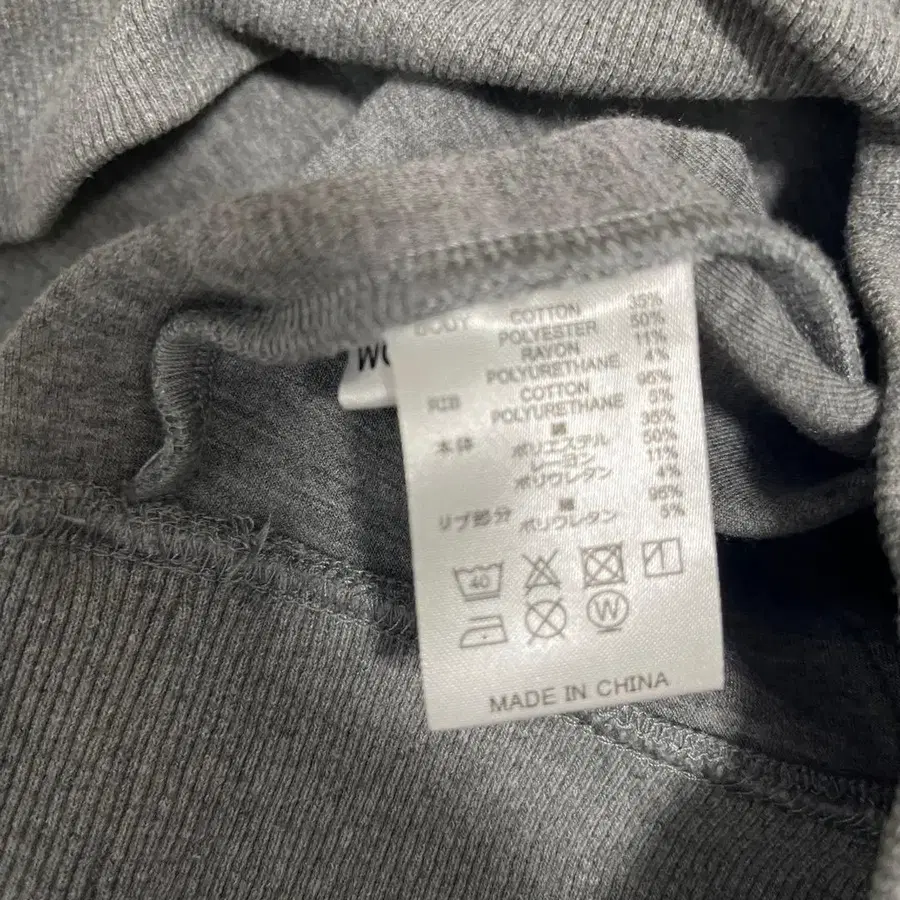 BODY COTTON 35%
POLYESTER 50%
RAYON 11%
POLYURETHANE 4%
RIB COTTON 95%
POLYURETHANE 5%
本体 綿 35%
ポリエステル 50%
レーヨン 11%
ポリウレタン 4%
リブ部分 綿 95%
ポリウレタン 5%
40
W
MADE IN CHINA